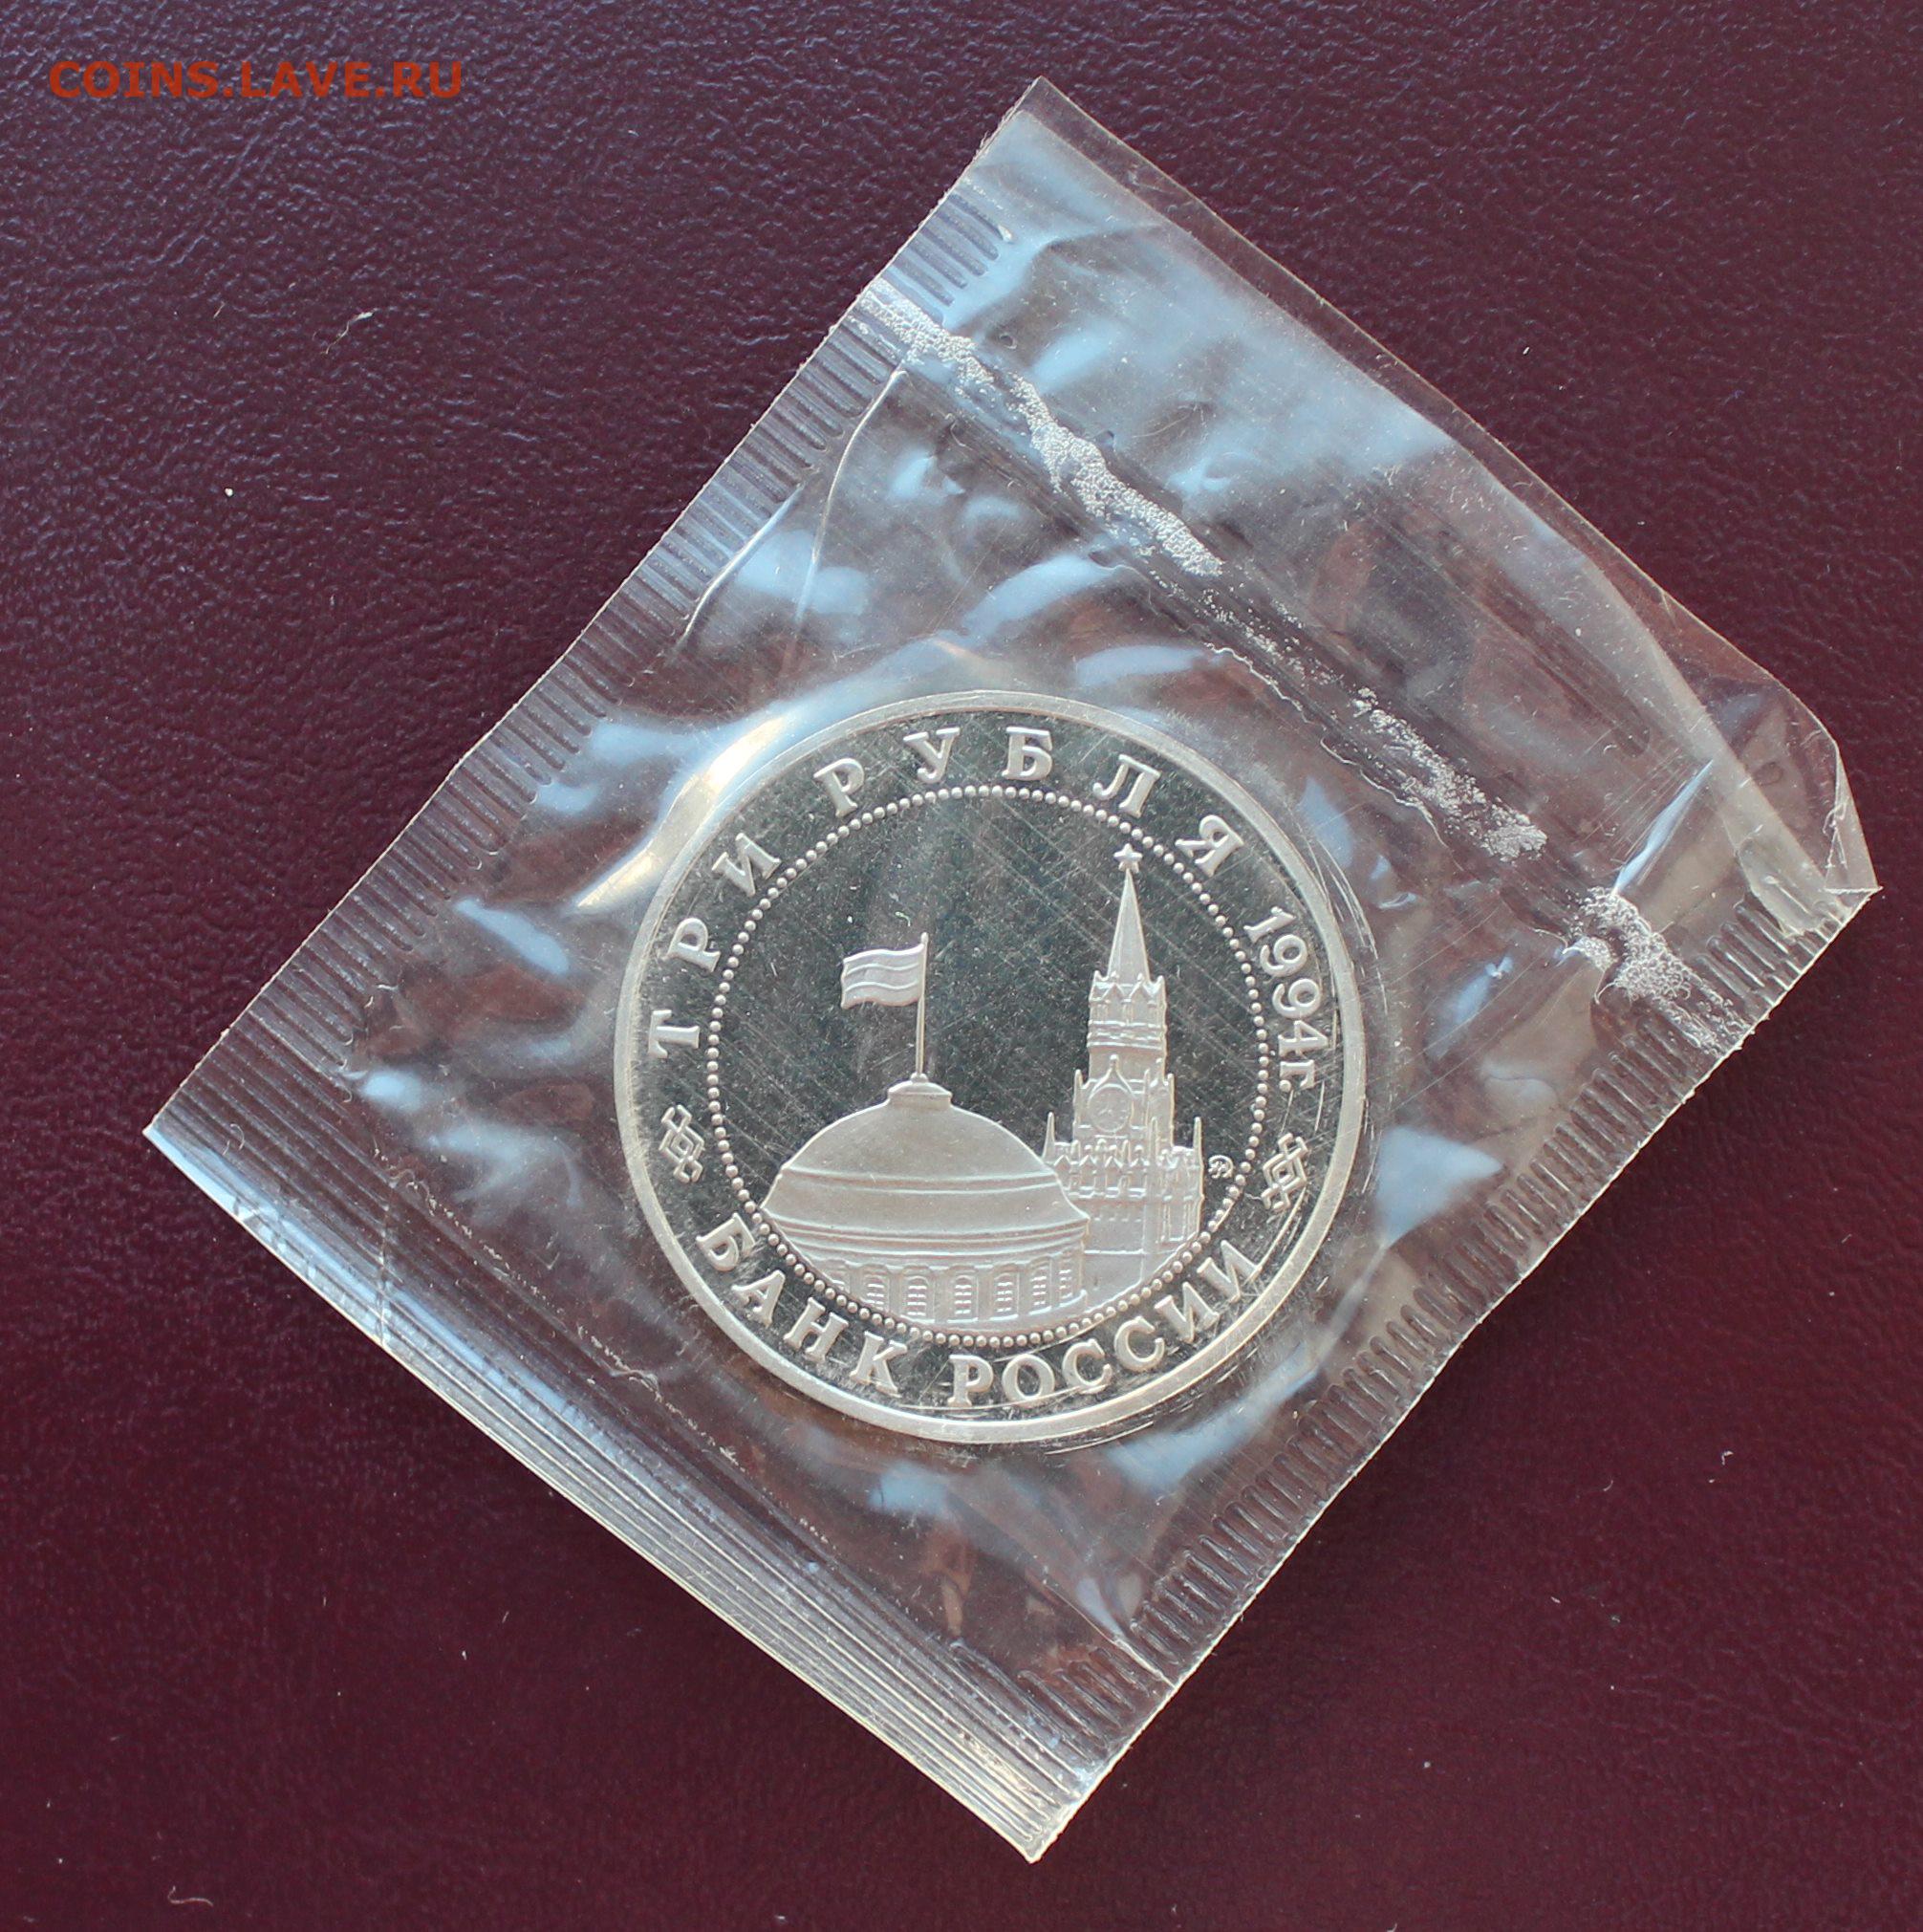 COINS.LAVE.RU
ТРИ РУБЛЯ 1994г.
БАНК РОССИИ